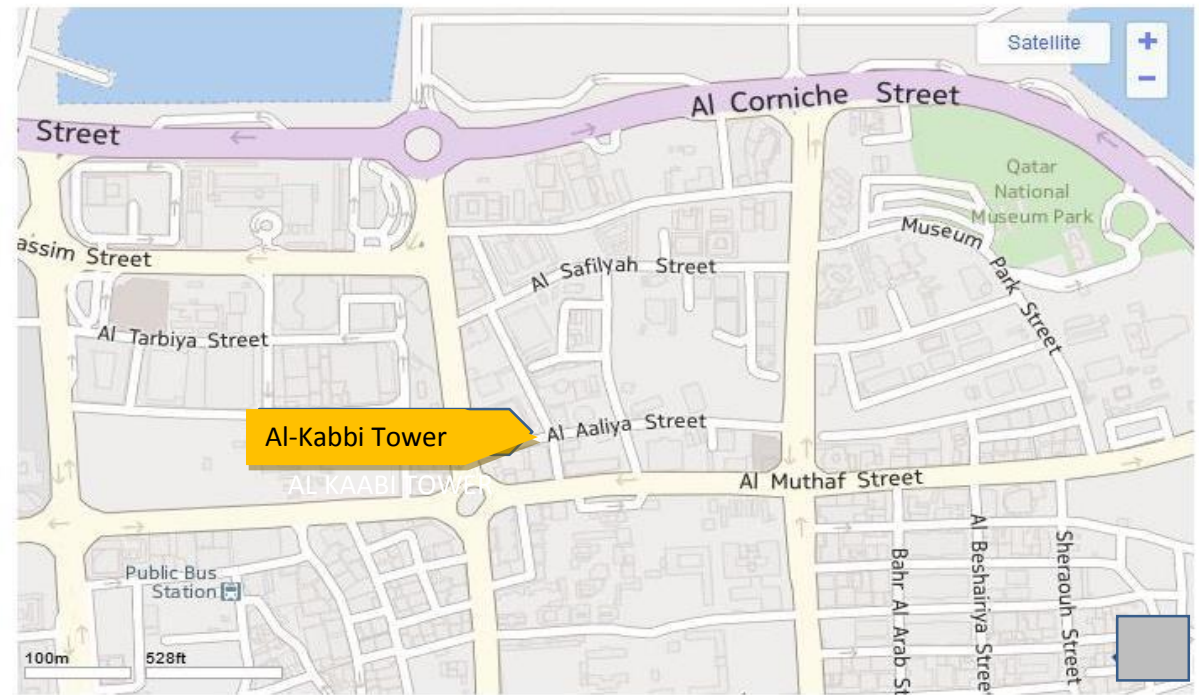 Satellite
+
−
Al Corniche Street
Street
Qatar
National
Museum Park
Museum Park Street
assim Street
Al Safilyah Street
Al Tarbiya Street
Al-Kabbi Tower
Al Aaliya Street
AL KAABI TOWER
Al Muthaf Street
Public Bus
Station
Bahr Al Arab St
Al Beshairiya Stree
Sheraouh Street
100m
528ft